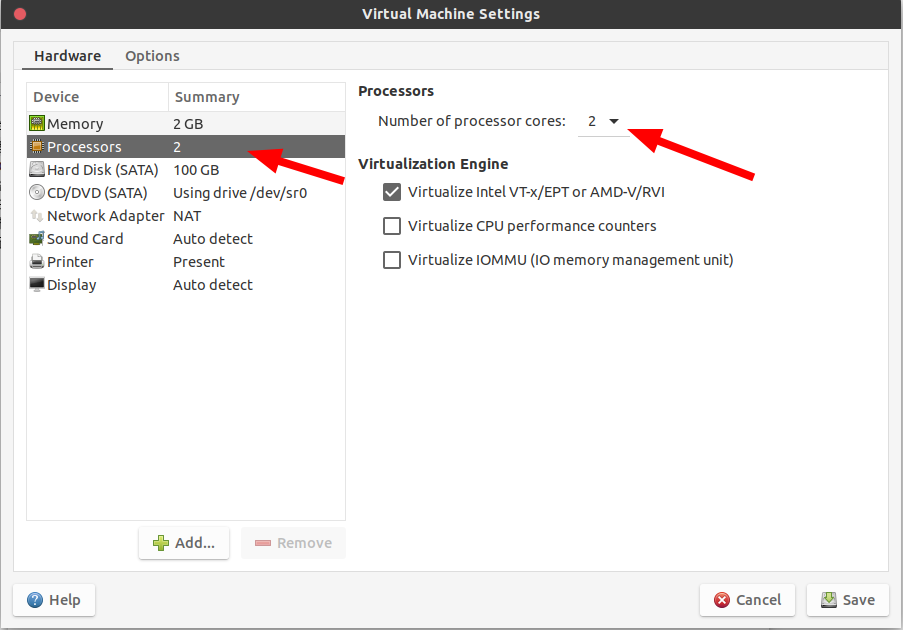 Virtual Machine Settings
Hardware Options
Device Summary
Memory 2 GB
Processors 2
Hard Disk (SATA) 100 GB
CD/DVD (SATA) Using drive /dev/sr0
Network Adapter NAT
Sound Card Auto detect
Printer Present
Display Auto detect
Add... Remove
Processors
Number of processor cores: 2
Virtualization Engine
Virtualize Intel VT-x/EPT or AMD-V/RVI
Virtualize CPU performance counters
Virtualize IOMMU (IO memory management unit)
Help Cancel Save